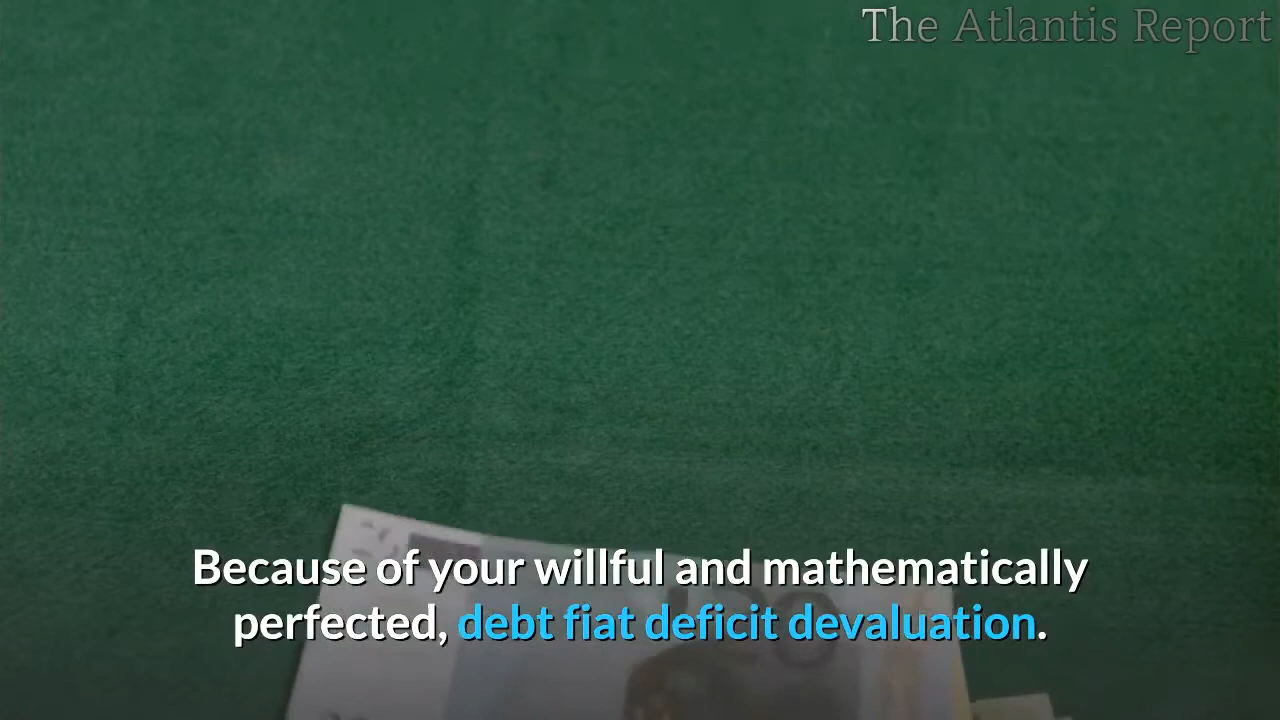 The Atlantis Report
Because of your willful and mathematically
perfected, debt fiat deficit devaluation.